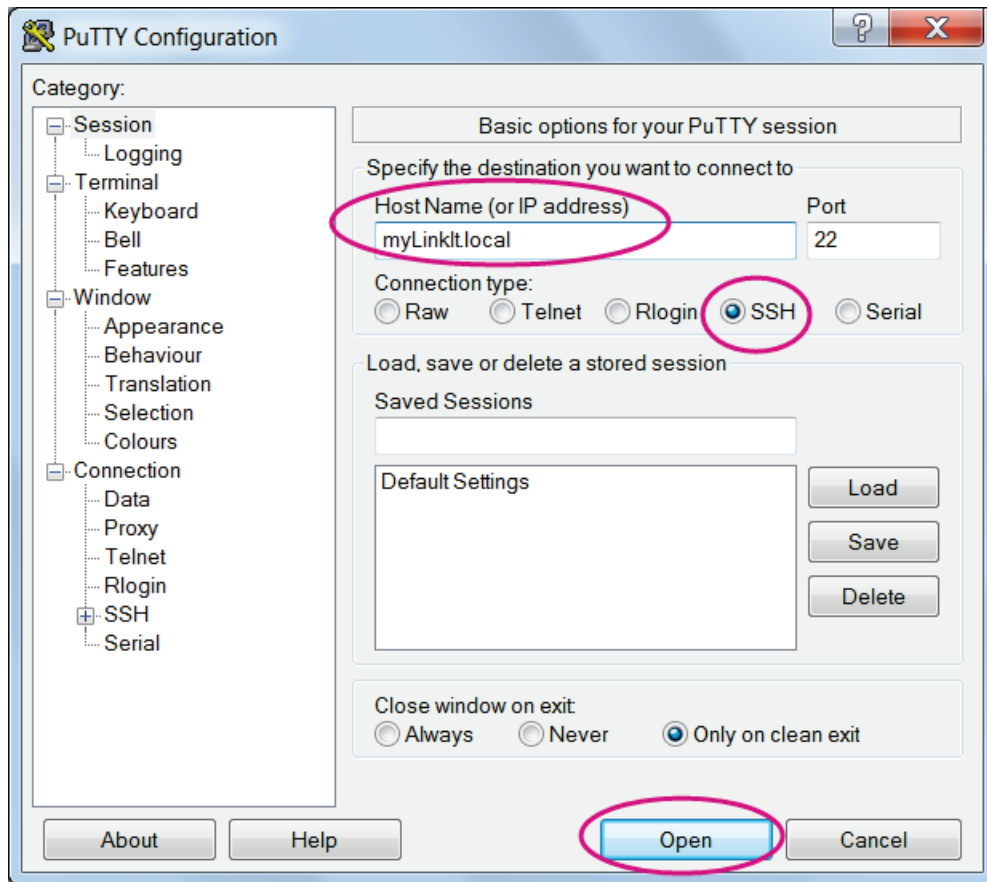 PuTTY Configuration
Category:
Session
Logging
Terminal
Keyboard
Bell
Features
Window
Appearance
Behaviour
Translation
Selection
Colours
Connection
Data
Proxy
Telnet
Rlogin
SSH
Serial
Basic options for your PuTTY session
Specify the destination you want to connect to
Host Name (or IP address) Port
myLinkIt.local 22
Connection type:
Raw Telnet Rlogin SSH Serial
Load, save or delete a stored session
Saved Sessions
Default Settings
Load
Save
Delete
Close window on exit:
Always Never Only on clean exit
About Help Open Cancel